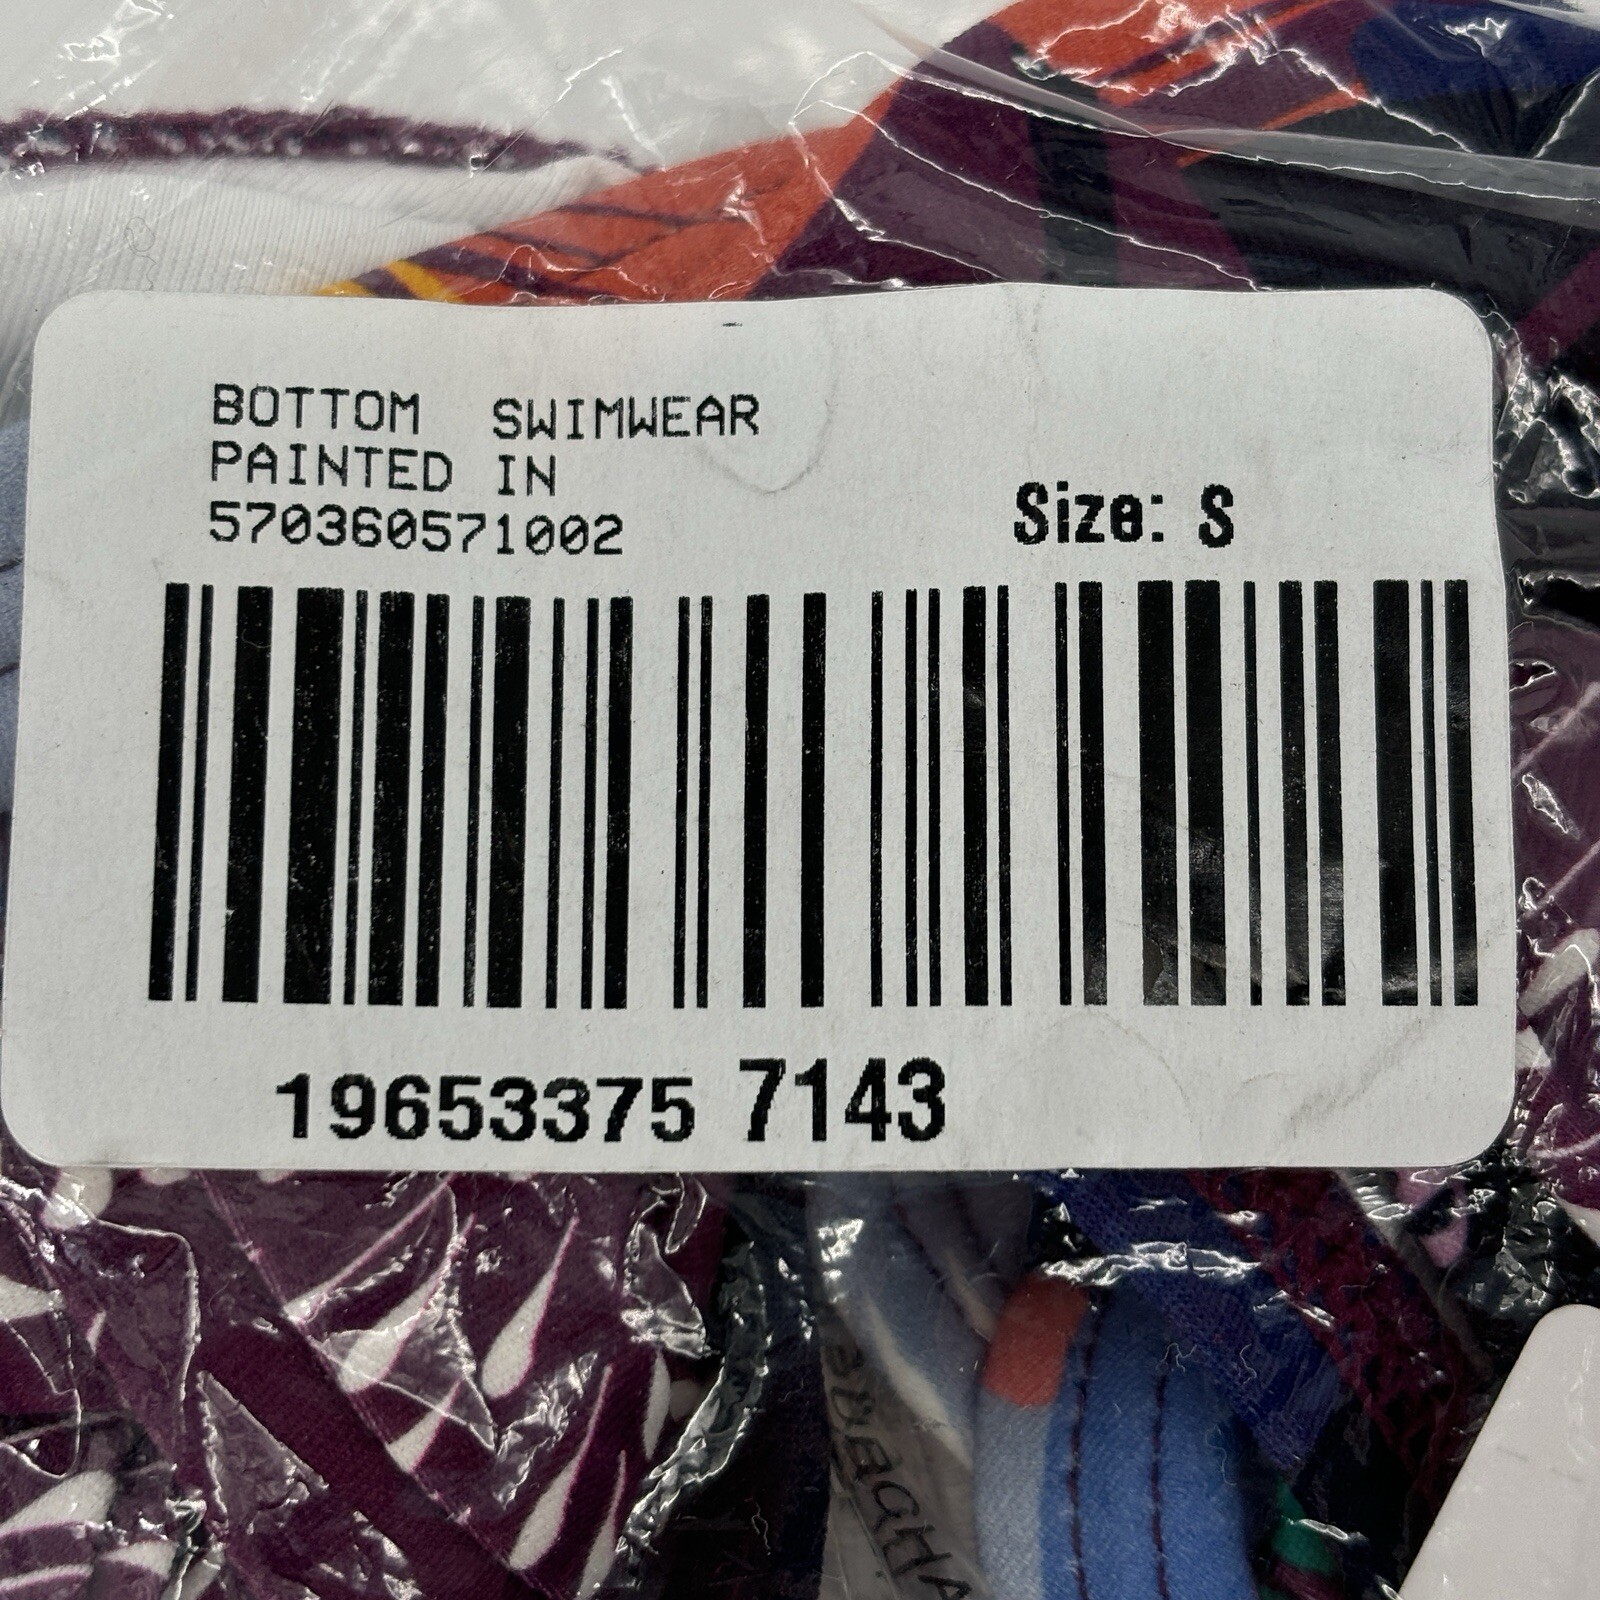 BOTTOM SWIMWEAR
PAINTED IN
570360571002
Size: S
19653375 7143